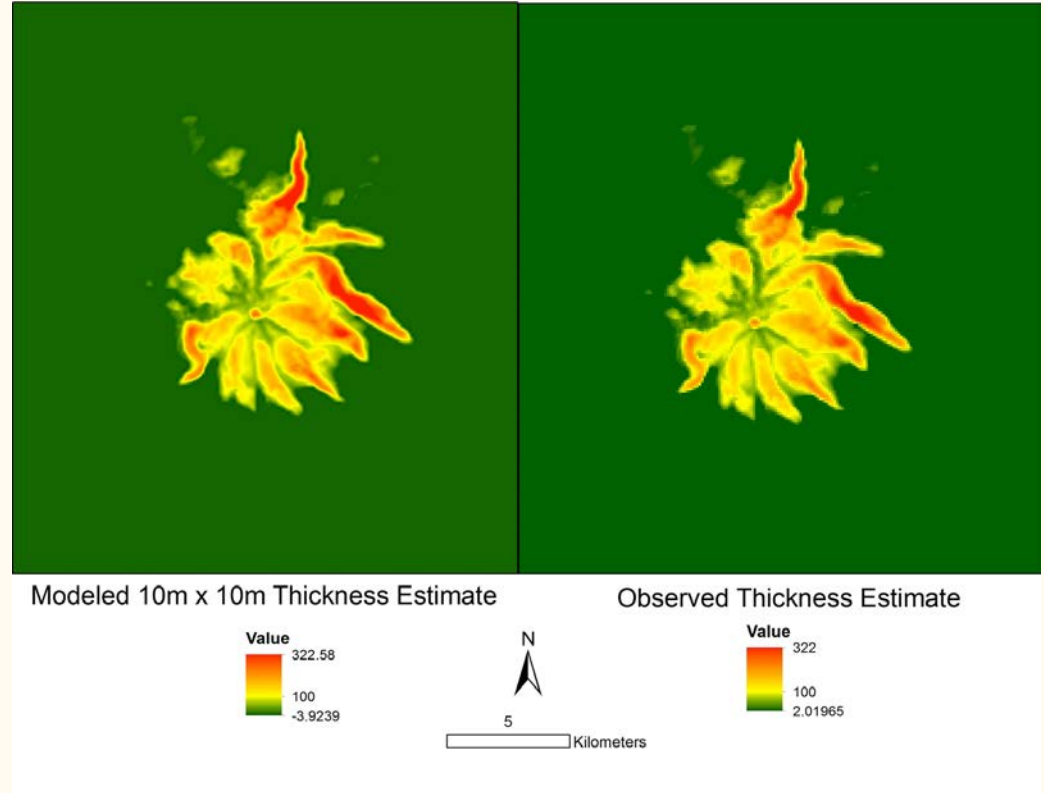 Modeled 10m x 10m Thickness Estimate
Value
322.58
100
-3.9239
N
5
Kilometers
Observed Thickness Estimate
Value
322
100
2.01965